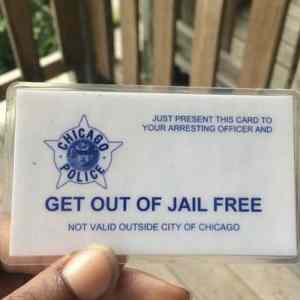 JUST PRESENT THIS CARD TO
YOUR ARRESTING OFFICER AND
CHICAGO
POLICE
GET OUT OF JAIL FREE
NOT VALID OUTSIDE CITY OF CHICAGO